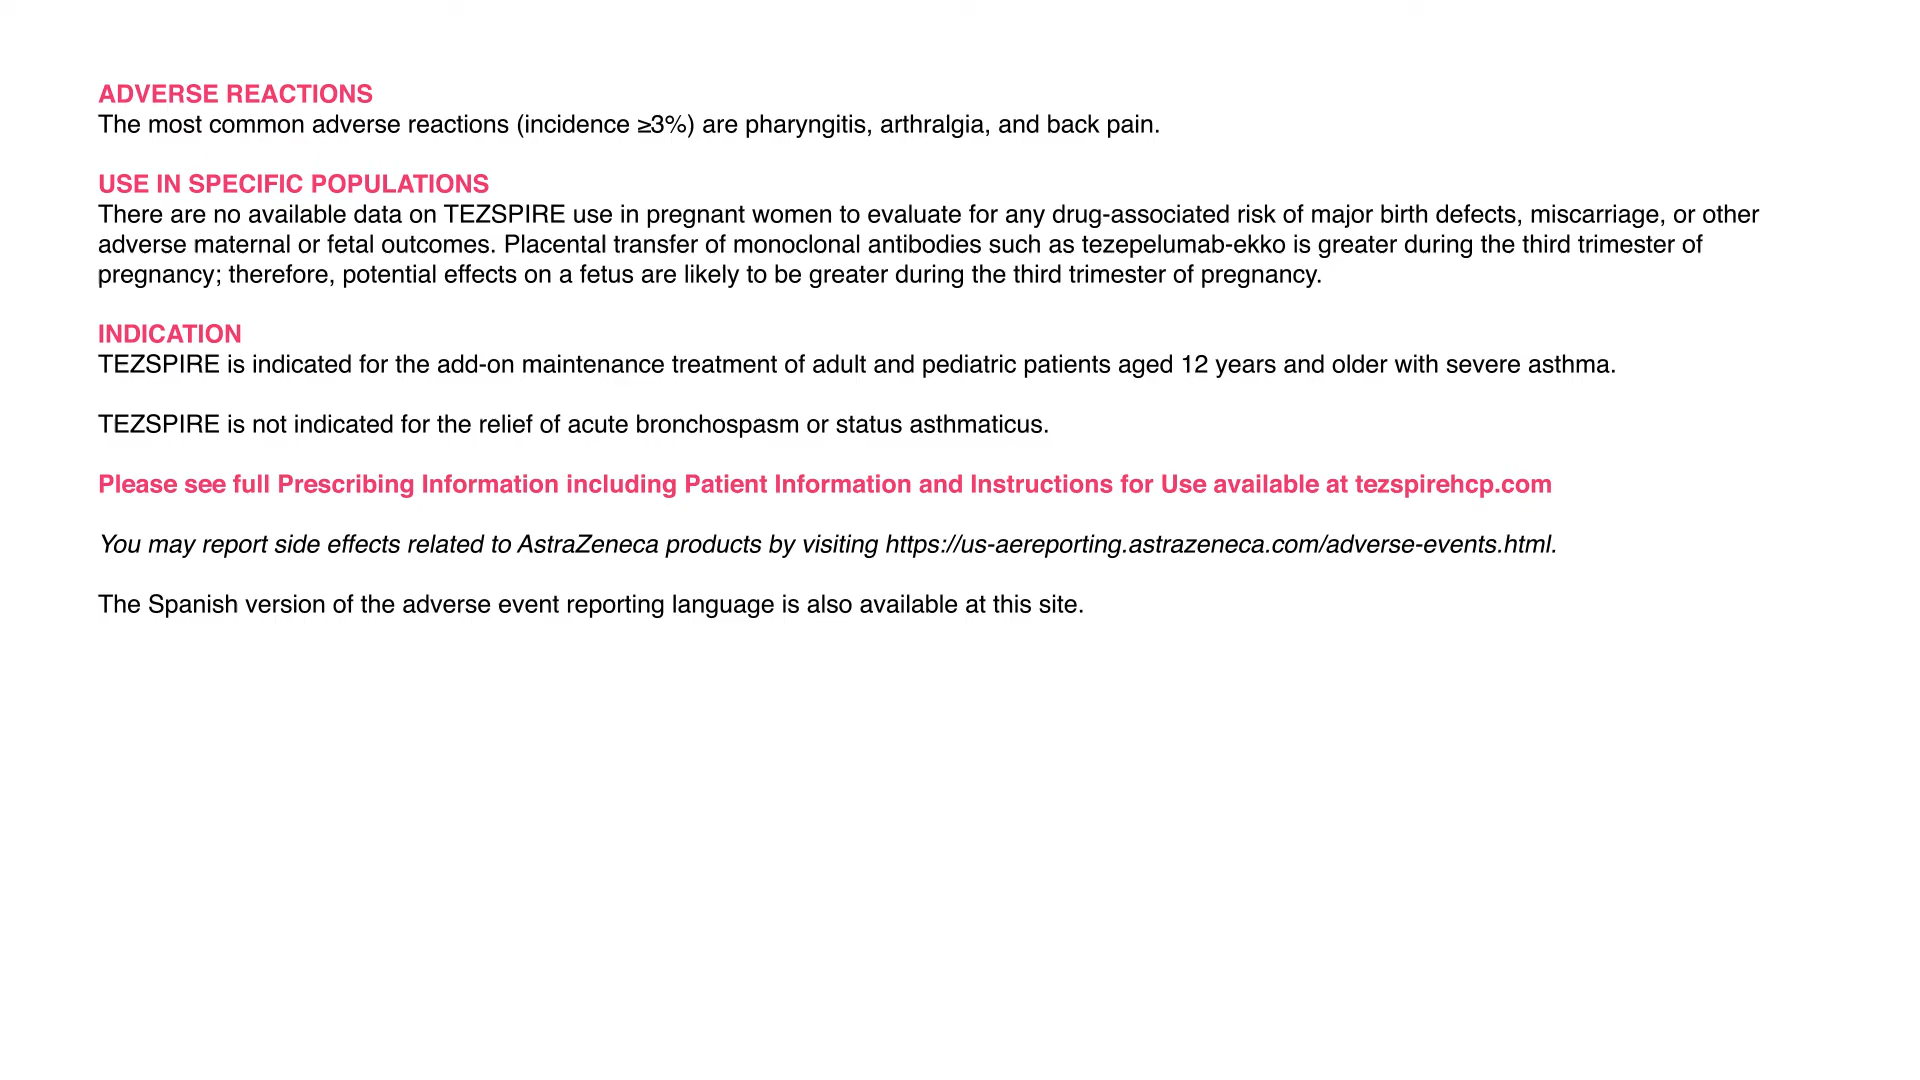 ADVERSE REACTIONS
The most common adverse reactions (incidence ≥3%) are pharyngitis, arthralgia, and back pain.
USE IN SPECIFIC POPULATIONS
There are no available data on TEZSPIRE use in pregnant women to evaluate for any drug-associated risk of major birth defects, miscarriage, or other
adverse maternal or fetal outcomes. Placental transfer of monoclonal antibodies such as tezepelumab-ekko is greater during the third trimester of
pregnancy; therefore, potential effects on a fetus are likely to be greater during the third trimester of pregnancy.
INDICATION
TEZSPIRE is indicated for the add-on maintenance treatment of adult and pediatric patients aged 12 years and older with severe asthma.
TEZSPIRE is not indicated for the relief of acute bronchospasm or status asthmaticus.
Please see full Prescribing Information including Patient Information and Instructions for Use available at tezspirehcp.com
You may report side effects related to AstraZeneca products by visiting https://us-aereporting.astrazeneca.com/adverse-events.html.
The Spanish version of the adverse event reporting language is also available at this site.